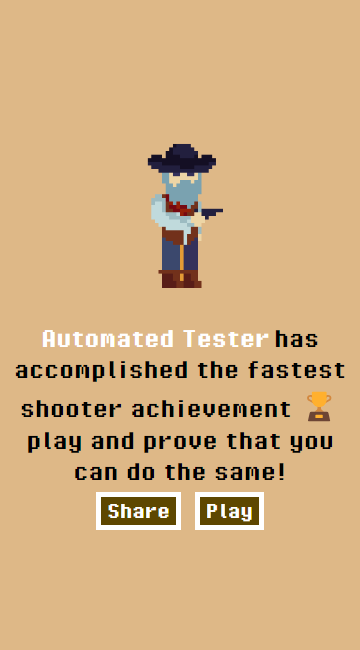 Automated Tester has
accomplished the fastest
shooter achievement 🏆
play and prove that you
can do the same!
Share Play